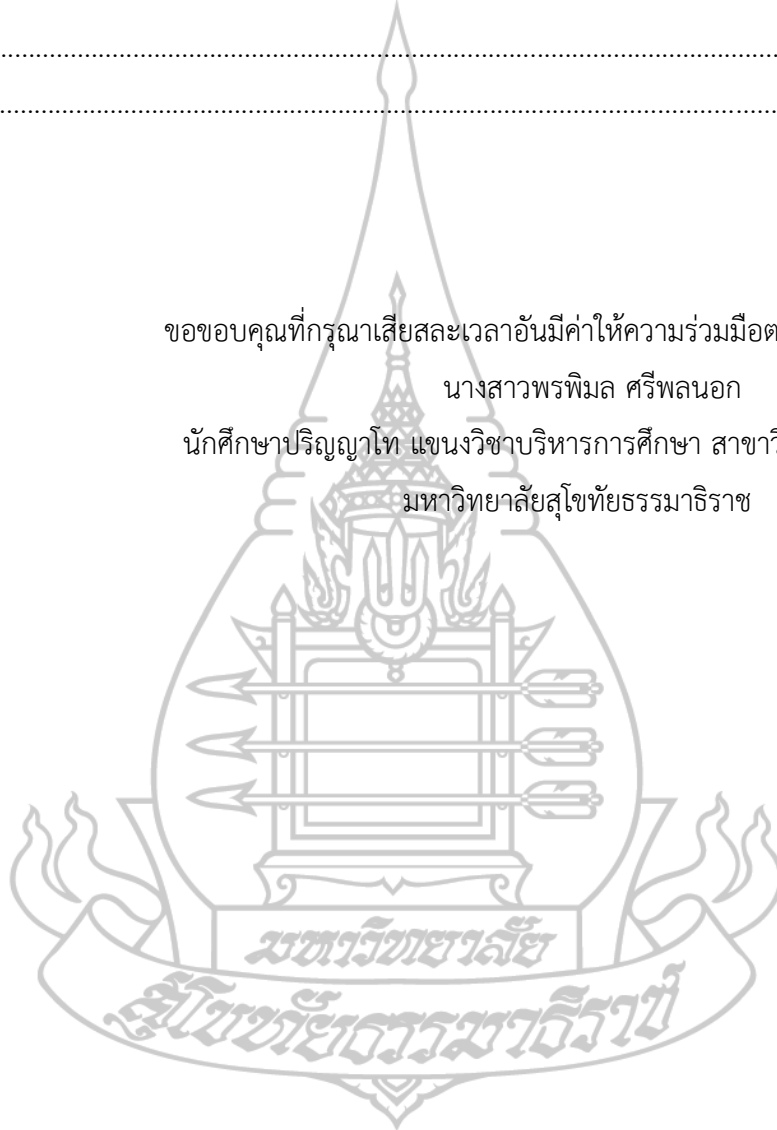 ................................................................................................................................
................................................................................................................................
ขอขอบคุณที่กรุณาเสียสละเวลาอันมีค่าให้ความร่วมมือต
นางสาวพรพิมล ศรีพลนอก
นักศึกษาปริญญาโท แขนงวิชาบริหารการศึกษา สาขาวิ
มหาวิทยาลัยสุโขทัยธรรมาธิราช
มหาวิทยาลัย
สุโขทัยธรรมาธิราช